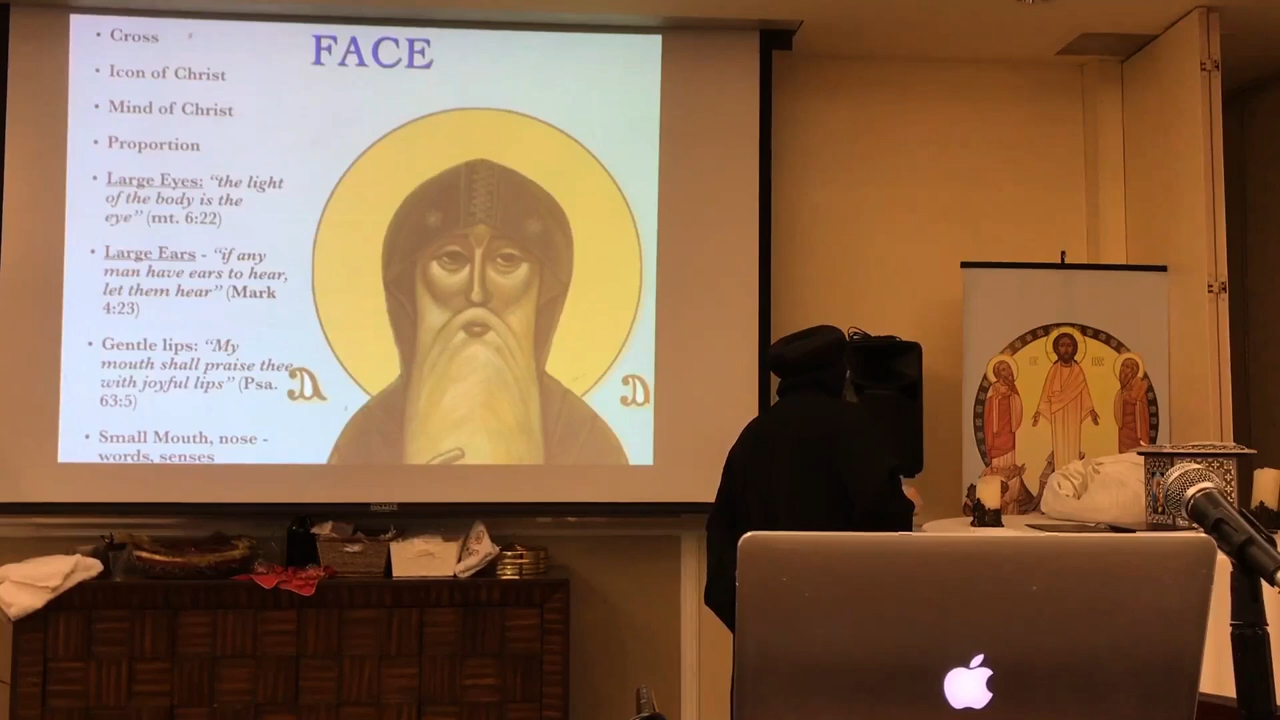 FACE
• Cross
• Icon of Christ
• Mind of Christ
• Proportion
• Large Eyes: “the light
of the body is the
eye” (mt. 6:22)
• Large Ears - “if any
man have ears to hear,
let them hear” (Mark
4:23)
• Gentle lips: “My
mouth shall praise thee
with joyful lips” (Psa.
63:5)
• Small Mouth, nose -
words, senses